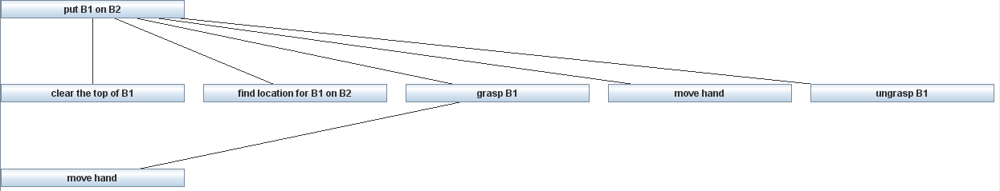 put B1 on B2
clear the top of B1
find location for B1 on B2
grasp B1
move hand
ungrasp B1
move hand